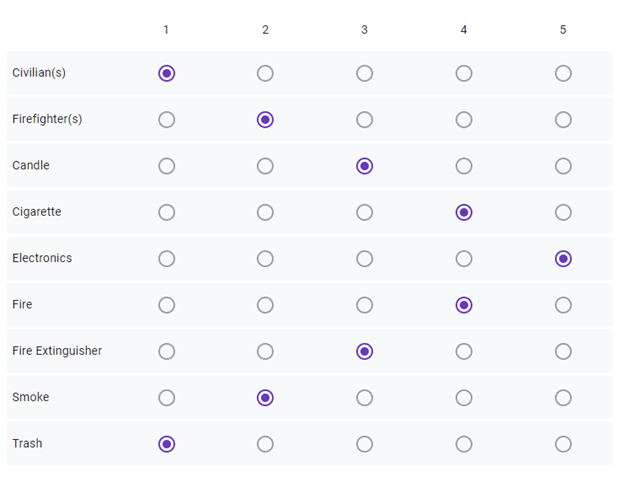 1 2 3 4 5
Civilian(s)
Firefighter(s)
Candle
Cigarette
Electronics
Fire
Fire Extinguisher
Smoke
Trash